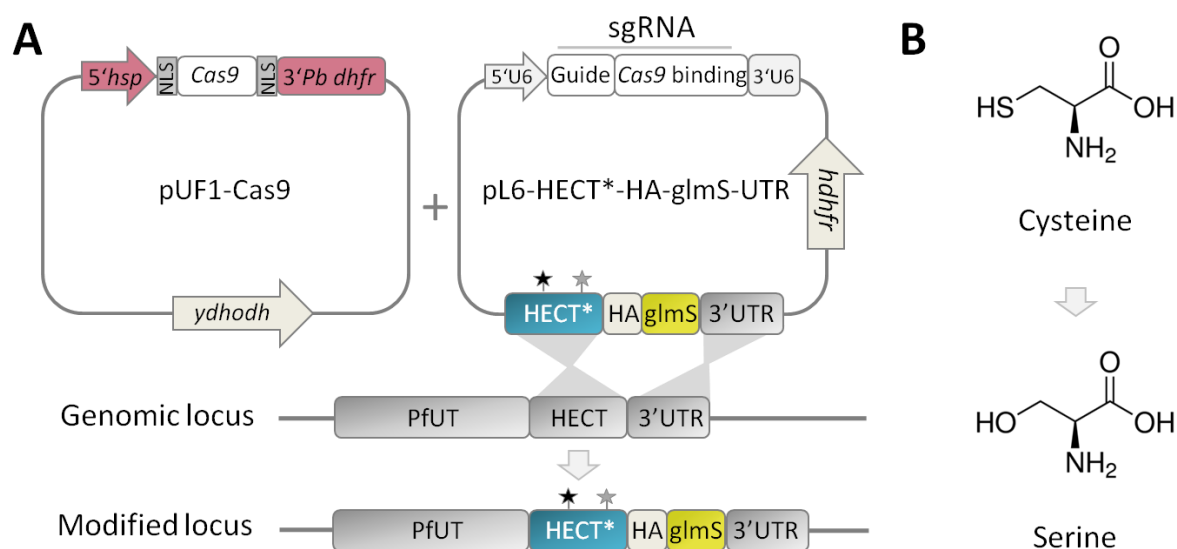 A
5‘hsp
NLS
Cas9
NLS
3‘Pb dhfr
pUF1-Cas9
ydhodh
+
sgRNA
5‘U6
Guide
Cas9 binding
3‘U6
pL6-HECT*-HA-glmS-UTR
hdhfr
HECT*
HA
glmS
3’UTR
Genomic locus
PfUT
HECT
3’UTR
Modified locus
PfUT
HECT*
HA
glmS
3’UTR
B
O
HS
OH
NH2
Cysteine
O
HO
OH
NH2
Serine